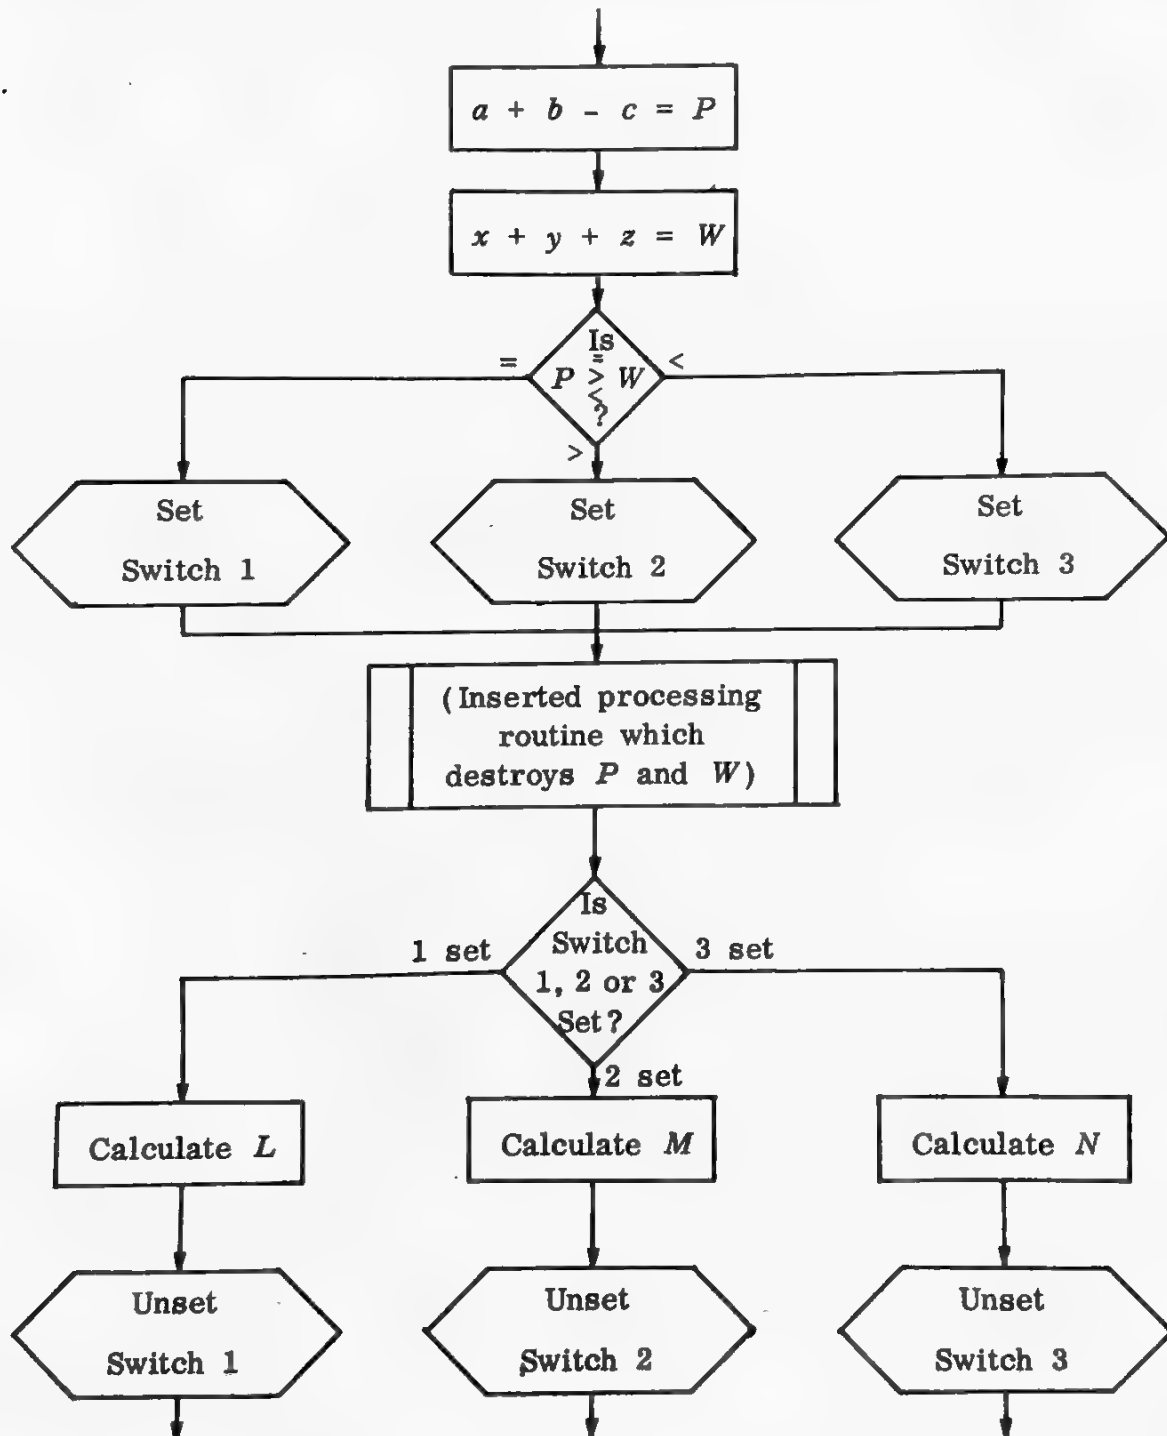 a + b - c = P
x + y + z = W
Is
=
P > W
<
?
=
<
>
Set
Switch 1
Set
Switch 2
Set
Switch 3
(Inserted processing
routine which
destroys P and W)
Is
Switch
1, 2 or 3
Set?
1 set
3 set
2 set
Calculate L
Calculate M
Calculate N
Unset
Switch 1
Unset
Switch 2
Unset
Switch 3